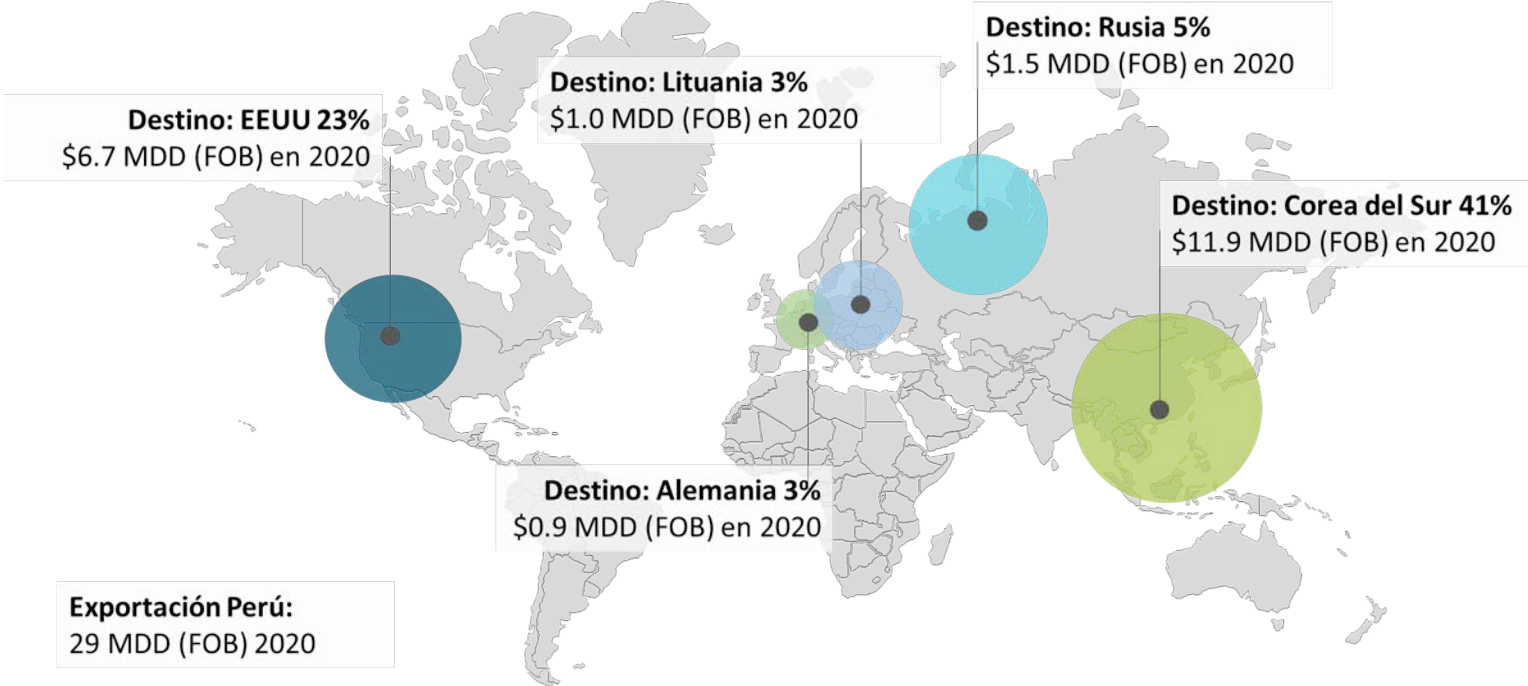 Destino: Rusia 5%
$1.5 MDD (FOB) en 2020
Destino: Lituania 3%
$1.0 MDD (FOB) en 2020
Destino: EEUU 23%
$6.7 MDD (FOB) en 2020
Destino: Corea del Sur 41%
$11.9 MDD (FOB) en 2020
Destino: Alemania 3%
$0.9 MDD (FOB) en 2020
Exportación Perú:
29 MDD (FOB) 2020